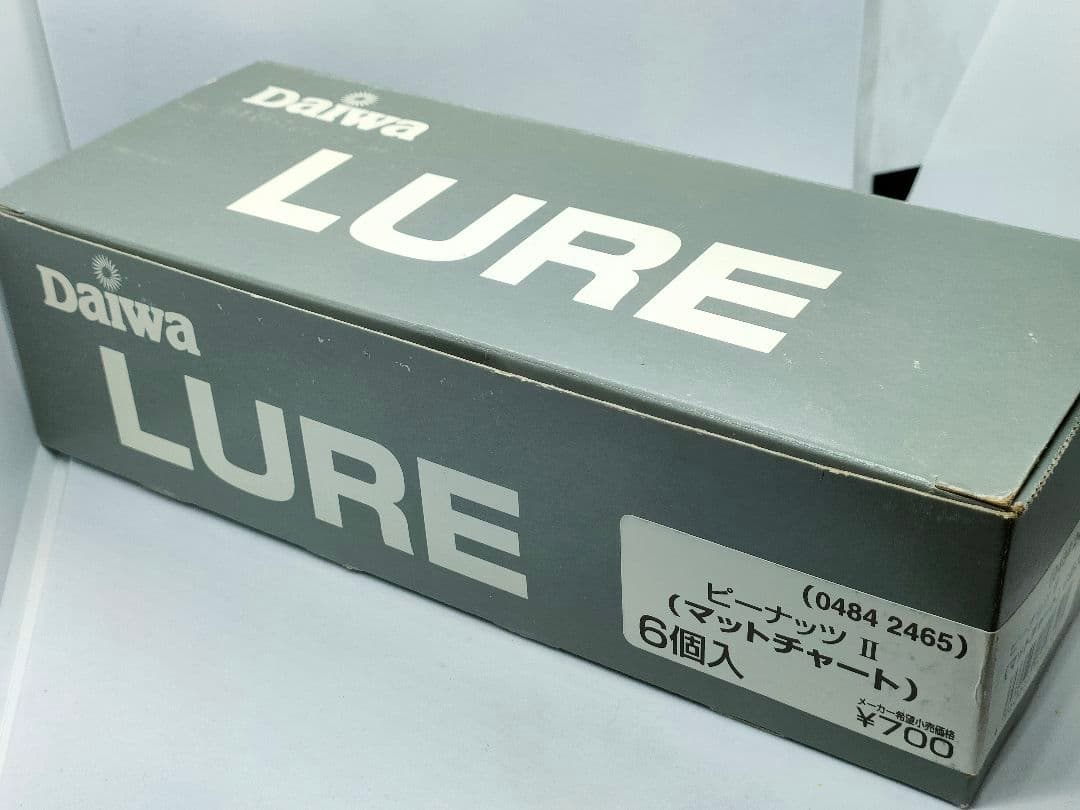 Daiwa
LURE
Daiwa
LURE
(0484 2465)
ピーナッツ II
(マットチャート)
6個入
メーカー希望小売価格
¥700